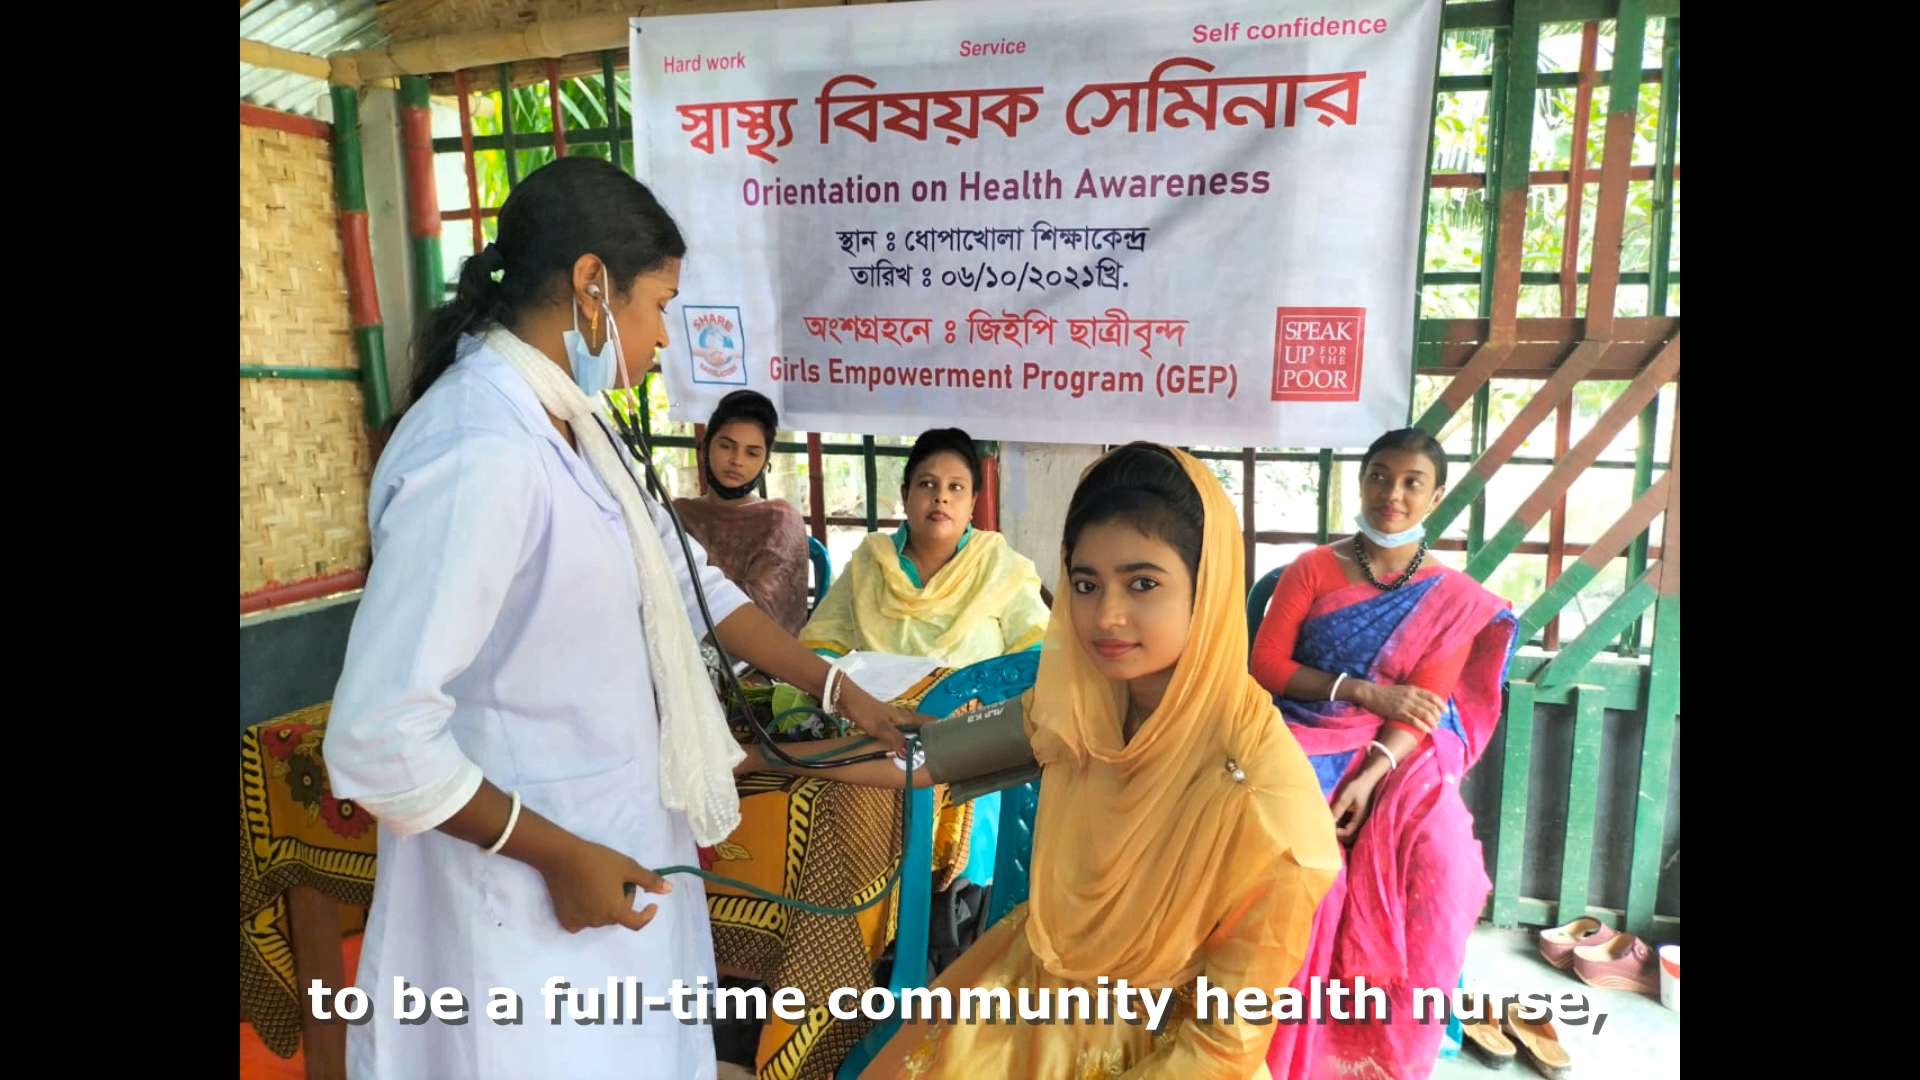 Hard work
Service
Self confidence
স্বাস্থ্য বিষয়ক সেমিনার
Orientation on Health Awareness
স্থান ঃ ধোপাখোলা শিক্ষাকেন্দ্র
তারিখ ঃ ০৬/১০/২০২১খ্রি.
অংশগ্রহনে ঃ জিইপি ছাত্রীবৃন্দ
Girls Empowerment Program (GEP)
SHARE
SPEAK
UP FOR THE
POOR
to be a full-time community health nurse,